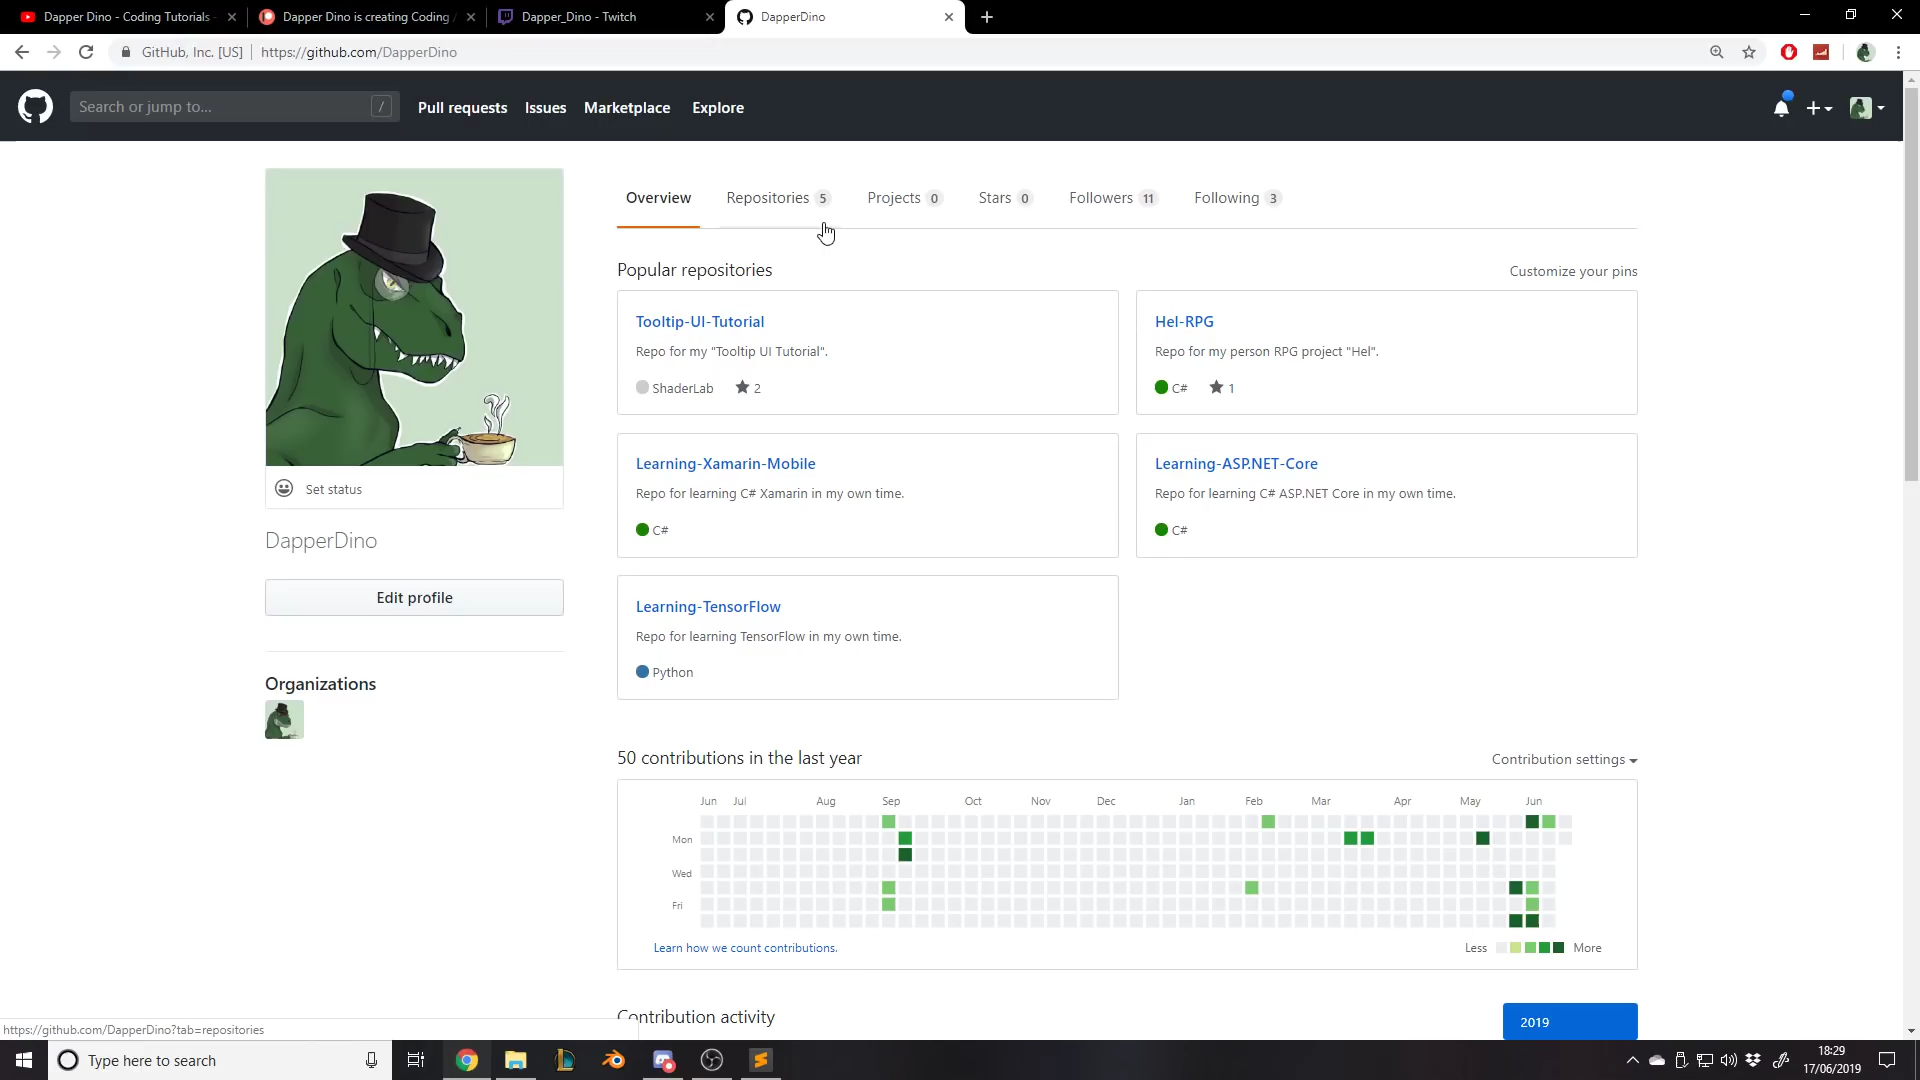 Dapper Dino - Coding Tutorials -
Dapper Dino is creating Coding
Dapper_Dino - Twitch
DapperDino
GitHub, Inc. [US]
https://github.com/DapperDino
Search or jump to...
/
Pull requests
Issues
Marketplace
Explore
Overview
Repositories 5
Projects 0
Stars 0
Followers 11
Following 3
Popular repositories
Customize your pins
Tooltip-UI-Tutorial
Repo for my "Tooltip UI Tutorial".
ShaderLab
2
Hel-RPG
Repo for my person RPG project "Hel".
C#
1
Learning-Xamarin-Mobile
Repo for learning C# Xamarin in my own time.
C#
Learning-ASP.NET-Core
Repo for learning C# ASP.NET Core in my own time.
C#
Learning-TensorFlow
Repo for learning TensorFlow in my own time.
Python
Set status
DapperDino
Edit profile
Organizations
50 contributions in the last year
Contribution settings
Jun Jul Aug Sep Oct Nov Dec Jan Feb Mar Apr May Jun
Mon
Wed
Fri
Learn how we count contributions.
Less
More
Contribution activity
2019
https://github.com/DapperDino?tab=repositories
Type here to search
18:29
17/06/2019